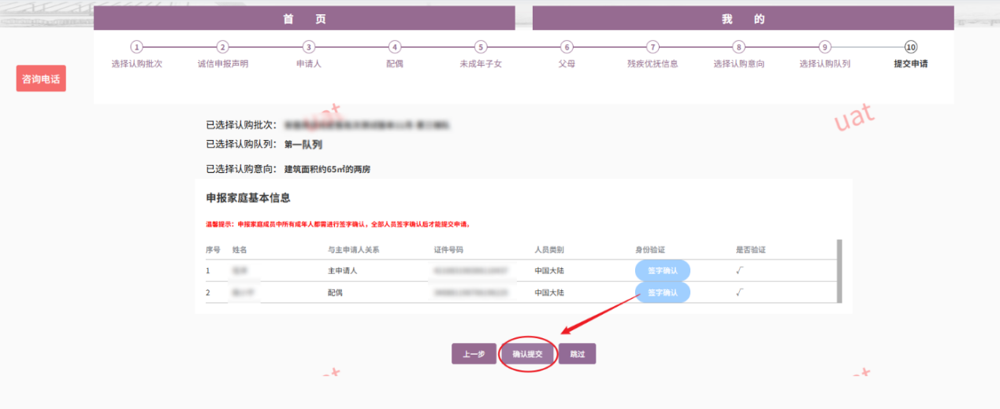 首 页
我 的
1 2 3 4 5 6 7 8 9 10
选择认购批次 诚信申报声明 申请人 配偶 未成年子女 父母 残疾优抚信息 选择认购意向 选择认购队列 提交申请
咨询电话
uat
uat
已选择认购批次：
已选择认购队列： 第一队列
已选择认购意向： 建筑面积约65㎡的两房
申报家庭基本信息
温馨提示：申报家庭成员中所有成年人都需进行签字确认，全部人员签字确认后才能提交申请。
序号 姓名 与主申请人关系 证件号码 人员类别 身份验证 是否验证
1 主申请人 中国大陆 签字确认 √
2 配偶 中国大陆 签字确认 √
上一步 确认提交 跳过